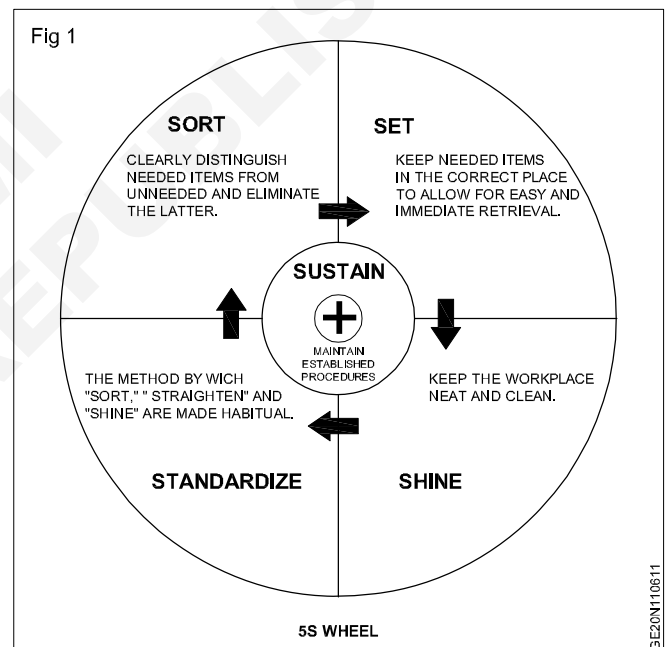 Fig 1
SORT
CLEARLY DISTINGUISH
NEEDED ITEMS FROM
UNNEEDED AND ELIMINATE
THE LATTER.
SET
KEEP NEEDED ITEMS
IN THE CORRECT PLACE
TO ALLOW FOR EASY AND
IMMEDIATE RETRIEVAL.
SUSTAIN
MAINTAIN
ESTABLISHED
PROCEDURES
THE METHOD BY WICH
"SORT," " STRAIGHTEN" AND
"SHINE" ARE MADE HABITUAL.
STANDARDIZE
KEEP THE WORKPLACE
NEAT AND CLEAN.
SHINE
5S WHEEL
GE20N110611